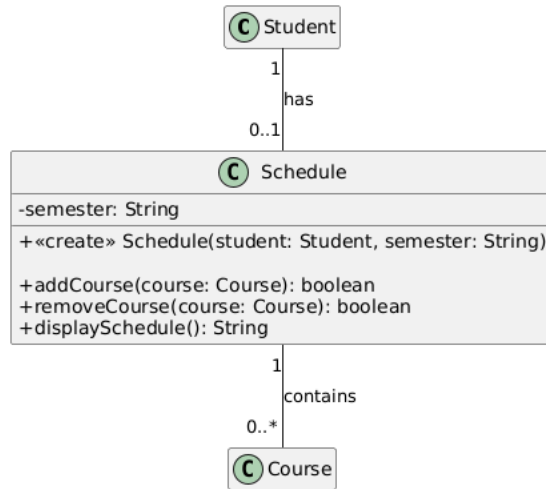 C Student
1
has
0..1
C Schedule
-semester: String
+«create» Schedule(student: Student, semester: String)
+addCourse(course: Course): boolean
+removeCourse(course: Course): boolean
+displaySchedule(): String
1
contains
0..*
C Course